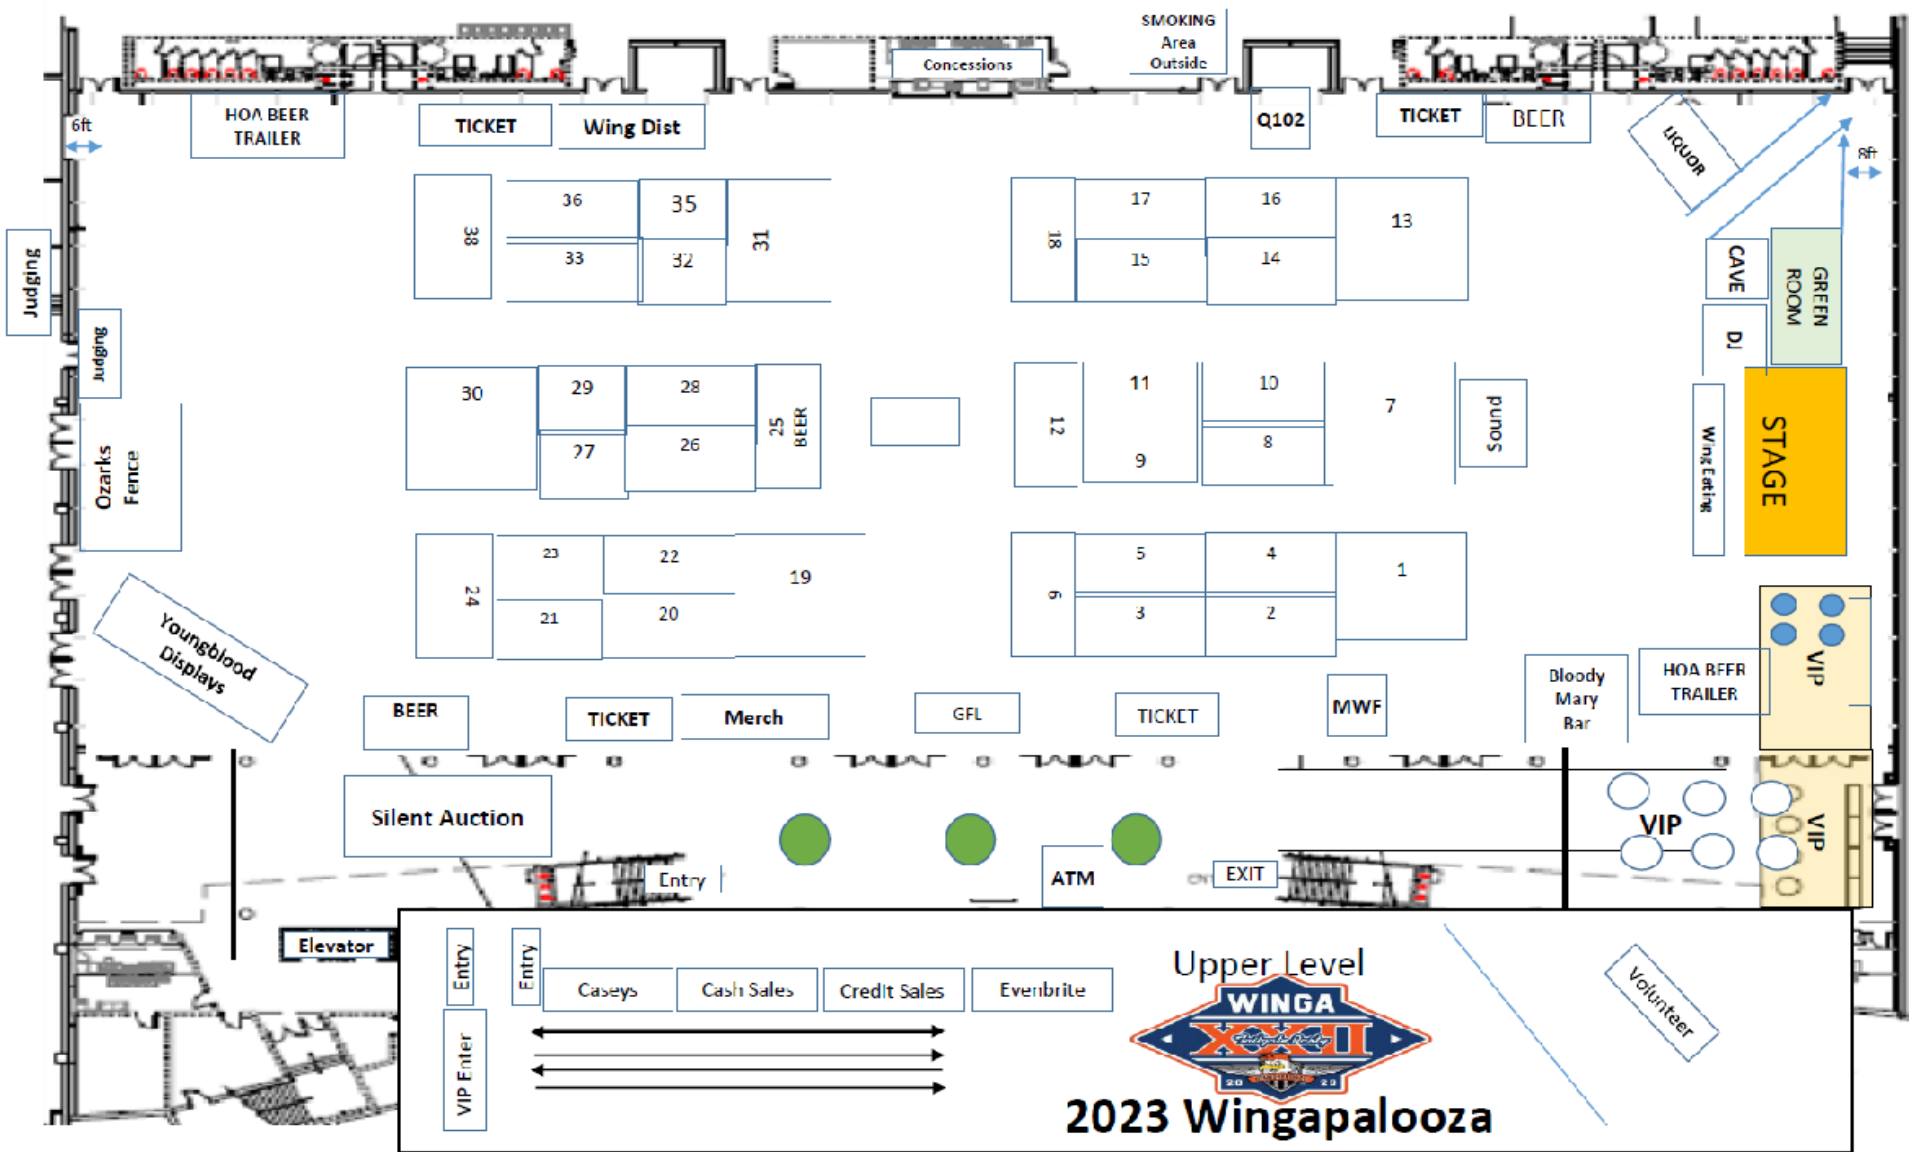 SMOKING
Area
Outside
Concessions
HOA BEER
TRAILER
TICKET
Wing Dist
Q102
TICKET
BEER
LIQUOR
6ft
8ft
38
36
35
31
33
32
18
17
16
13
15
14
CAVE
GREEN
ROOM
DJ
Judging
Judging
30
29
28
25
BEER
27
26
12
11
10
7
9
8
Sound
Wing Eating
STAGE
Ozarks
Fence
24
23
22
19
21
20
6
5
4
1
3
2
Youngblood
Displays
BEER
TICKET
Merch
GFL
TICKET
MWF
Bloody
Mary
Bar
HOA BEER
TRAILER
VIP
Silent Auction
VIP
VIP
Entry
ATM
EXIT
Elevator
Entry
Entry
VIP Enter
Caseys
Cash Sales
Credit Sales
Evenbrite
Upper Level
WINGA
XXII
20 23
2023 Wingapalooza
Volunteer